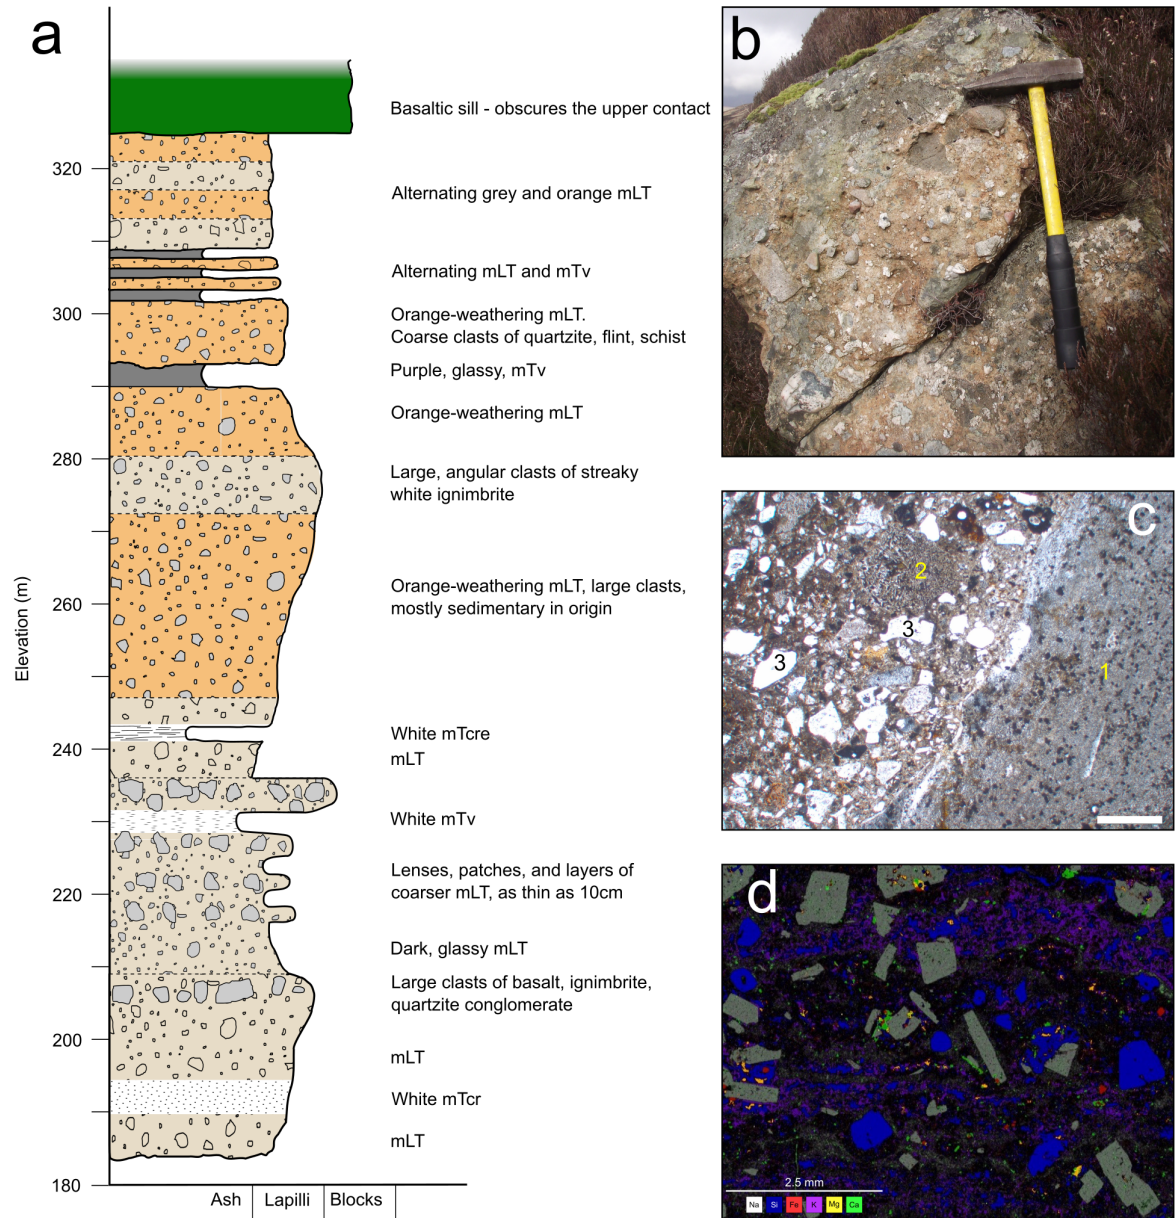 a
Basaltic sill - obscures the upper contact
320
Alternating grey and orange mLT
Alternating mLT and mTv
300
Orange-weathering mLT.
Coarse clasts of quartzite, flint, schist
Purple, glassy, mTv
Orange-weathering mLT
280
Large, angular clasts of streaky
white ignimbrite
Elevation (m)
260
Orange-weathering mLT, large clasts,
mostly sedimentary in origin
240
White mTcre
mLT
White mTv
220
Lenses, patches, and layers of
coarser mLT, as thin as 10cm
Dark, glassy mLT
Large clasts of basalt, ignimbrite,
quartzite conglomerate
200
mLT
White mTcr
mLT
180
Ash Lapilli Blocks
b
c
2
3
3
1
d
2.5 mm
Na Si Fe K Mg Ca